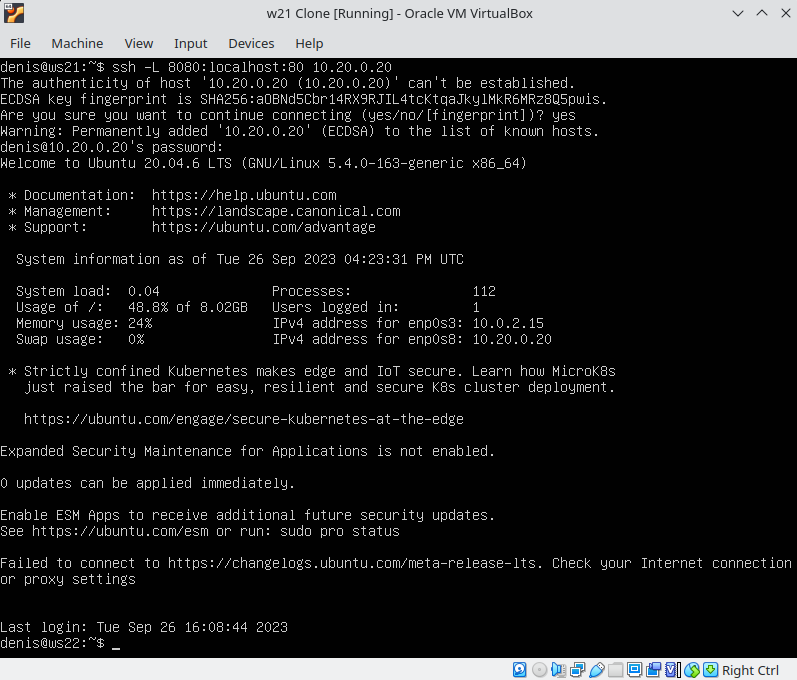 w21 Clone [Running] - Oracle VM VirtualBox
File Machine View Input Devices Help
denis@ws21:~$ ssh -L 8080:localhost:80 10.20.0.20
The authenticity of host '10.20.0.20 (10.20.0.20)' can't be established.
ECDSA key fingerprint is SHA256:aOBNd5Cbr14RX9RJIL4tcKtqaJkylMkR6MRz8Q5pwis.
Are you sure you want to continue connecting (yes/no/[fingerprint])? yes
Warning: Permanently added '10.20.0.20' (ECDSA) to the list of known hosts.
denis@10.20.0.20's password:
Welcome to Ubuntu 20.04.6 LTS (GNU/Linux 5.4.0-163-generic x86_64)
* Documentation:  https://help.ubuntu.com
* Management:     https://landscape.canonical.com
* Support:        https://ubuntu.com/advantage
System information as of Tue 26 Sep 2023 04:23:31 PM UTC
System load:  0.04               Processes:               112
Usage of /:   48.8% of 8.02GB   Users logged in:         1
Memory usage: 24%                IPv4 address for enp0s3: 10.0.2.15
Swap usage:   0%                 IPv4 address for enp0s8: 10.20.0.20
* Strictly confined Kubernetes makes edge and IoT secure. Learn how MicroK8s
just raised the bar for easy, resilient and secure K8s cluster deployment.
https://ubuntu.com/engage/secure-kubernetes-at-the-edge
Expanded Security Maintenance for Applications is not enabled.
0 updates can be applied immediately.
Enable ESM Apps to receive additional future security updates.
See https://ubuntu.com/esm or run: sudo pro status
Failed to connect to https://changelogs.ubuntu.com/meta-release-lts. Check your Internet connection
or proxy settings
Last login: Tue Sep 26 16:08:44 2023
denis@ws22:~$ _
Right Ctrl